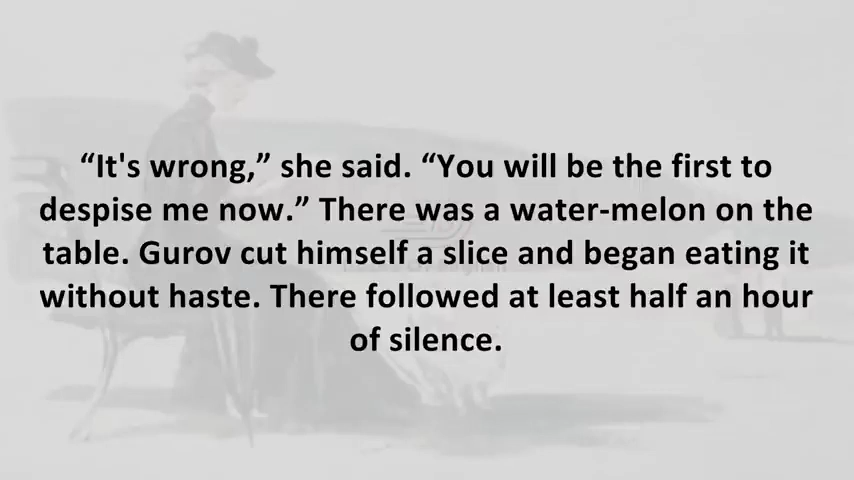 “It's wrong,” she said. “You will be the first to
despise me now.” There was a water-melon on the
table. Gurov cut himself a slice and began eating it
without haste. There followed at least half an hour
of silence.